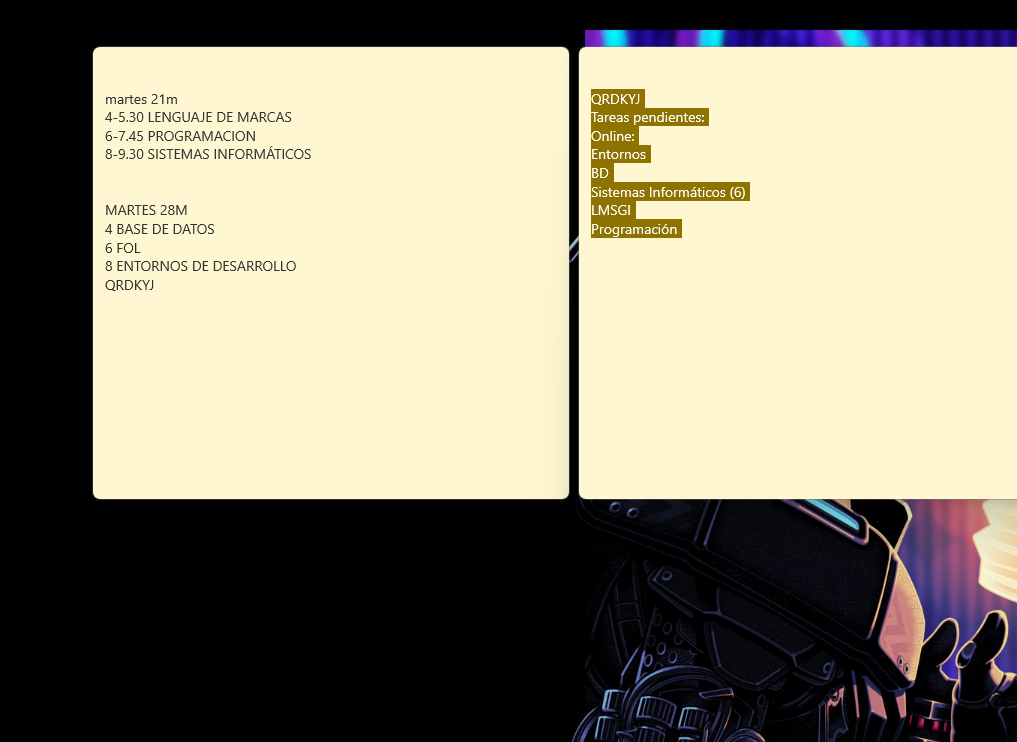 martes 21m
4-5.30 LENGUAJE DE MARCAS
6-7.45 PROGRAMACION
8-9.30 SISTEMAS INFORMÁTICOS
MARTES 28M
4 BASE DE DATOS
6 FOL
8 ENTORNOS DE DESARROLLO
QRDKYJ
QRDKYJ
Tareas pendientes:
Online:
Entornos
BD
Sistemas Informáticos (6)
LMSGI
Programación